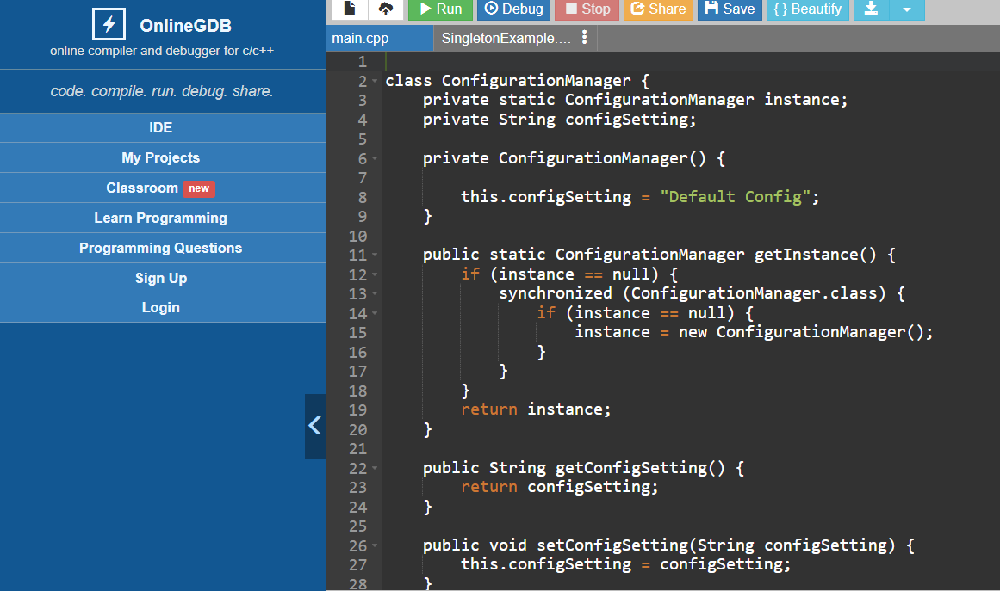 OnlineGDB
online compiler and debugger for c/c++
code. compile. run. debug. share.
IDE
My Projects
Classroom new
Learn Programming
Programming Questions
Sign Up
Login
Run Debug Stop Share Save { } Beautify
main.cpp SingletonExample....
1
2 class ConfigurationManager {
3 private static ConfigurationManager instance;
4 private String configSetting;
5
6 private ConfigurationManager() {
7
8 this.configSetting = "Default Config";
9 }
10
11 public static ConfigurationManager getInstance() {
12 if (instance == null) {
13 synchronized (ConfigurationManager.class) {
14 if (instance == null) {
15 instance = new ConfigurationManager();
16 }
17 }
18 }
19 return instance;
20 }
21
22 public String getConfigSetting() {
23 return configSetting;
24 }
25
26 public void setConfigSetting(String configSetting) {
27 this.configSetting = configSetting;
28 }